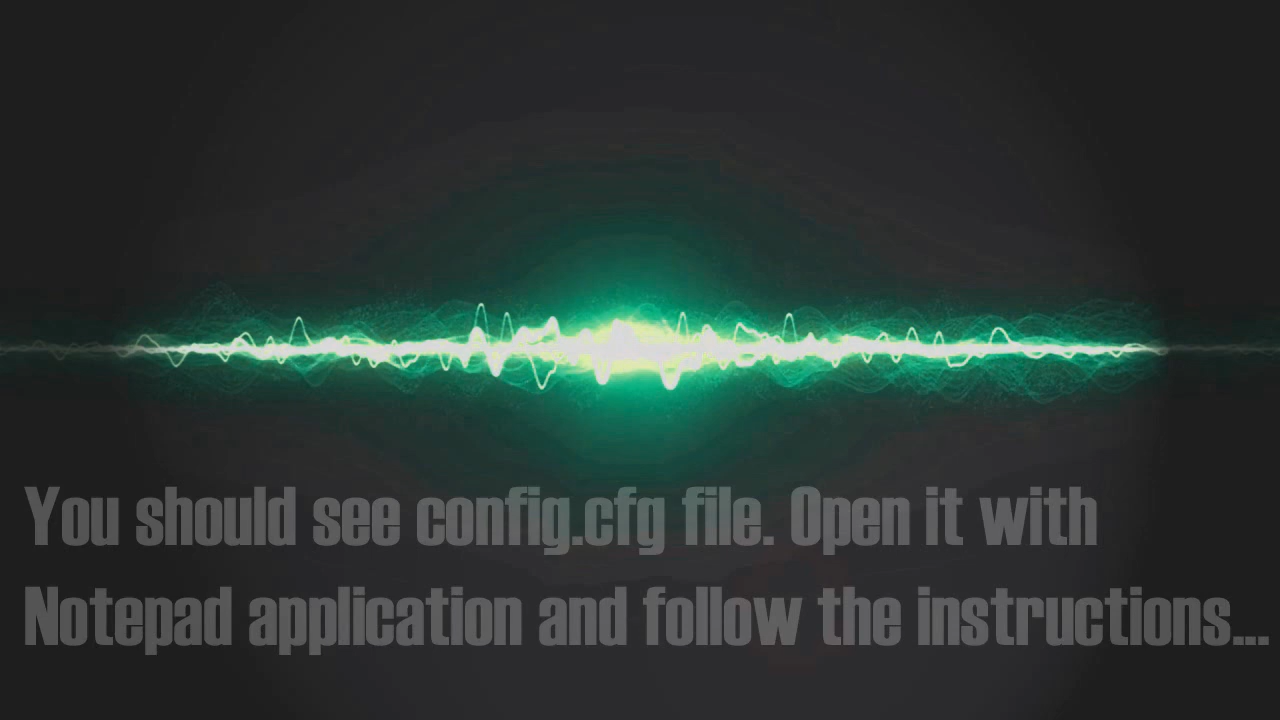 You should see config.cfg file. Open it with
Notepad application and follow the instructions...